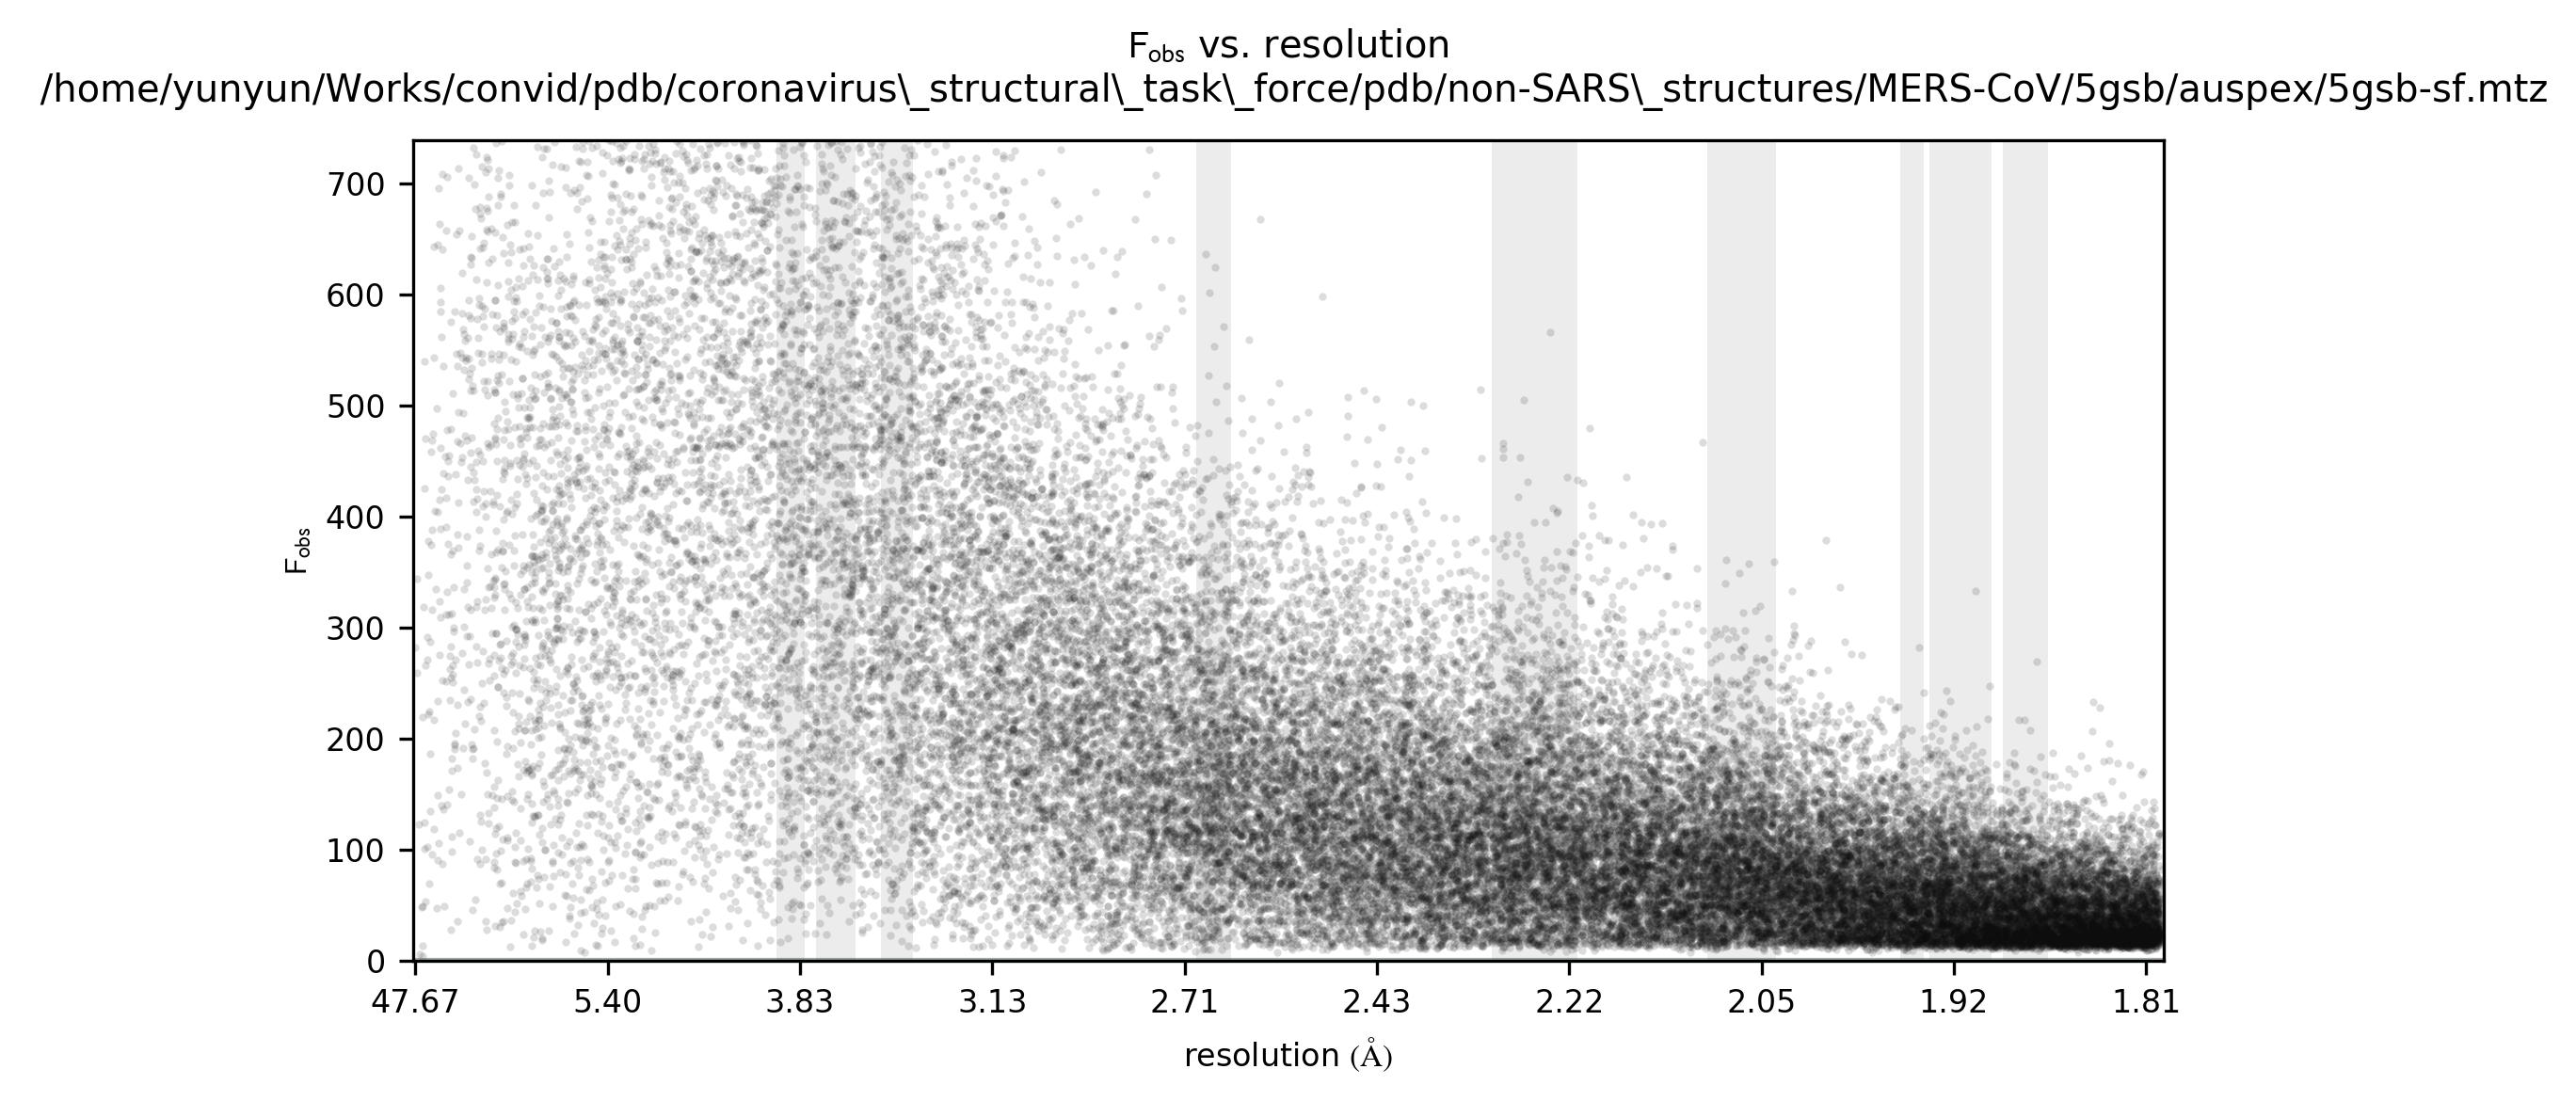 F_obs vs. resolution
/home/yunyun/Works/convid/pdb/coronavirus\_structural\_task\_force/pdb/non-SARS\_structures/MERS-CoV/5gsb/auspex/5gsb-sf.mtz
700
600
500
400
300
200
100
0
F_obs
47.67 5.40 3.83 3.13 2.71 2.43 2.22 2.05 1.92 1.81
resolution (Å)